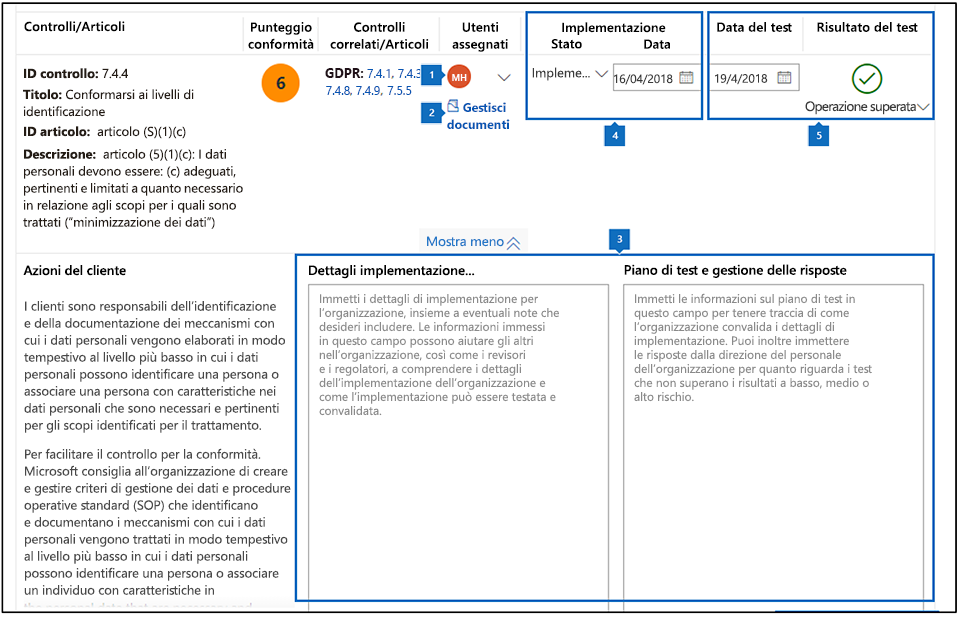 Controlli/Articoli
Punteggio
conformità
Controlli
correlati/Articoli
Utenti
assegnati
Implementazione
Stato Data
Data del test
Risultato del test
ID controllo: 7.4.4
Titolo: Conformarsi ai livelli di
identificazione
ID articolo: articolo (S)(1)(c)
Descrizione: articolo (5)(1)(c): I dati
personali devono essere: (c) adeguati,
pertinenti e limitati a quanto necessario
in relazione agli scopi per i quali sono
trattati ("minimizzazione dei dati")
6
GDPR: 7.4.1, 7.4.3
7.4.8, 7.4.9, 7.5.5
1
MH
2
Gestisci
documenti
Impleme...
16/04/2018
4
19/4/2018
Operazione superata
5
Mostra meno
3
Azioni del cliente
I clienti sono responsabili dell'identificazione
e della documentazione dei meccanismi con
cui i dati personali vengono elaborati in modo
tempestivo al livello più basso in cui i dati
personali possono identificare una persona o
associare una persona con caratteristiche nei
dati personali che sono necessari e pertinenti
per gli scopi identificati per il trattamento.
Per facilitare il controllo per la conformità.
Microsoft consiglia all'organizzazione di creare
e gestire criteri di gestione dei dati e procedure
operative standard (SOP) che identificano
e documentano i meccanismi con cui i dati
personali vengono trattati in modo tempestivo
al livello più basso in cui i dati personali
possono identificare una persona o associare
un individuo con caratteristiche in
Dettagli implementazione...
Immetti i dettagli di implementazione per
l'organizzazione, insieme a eventuali note che
desideri includere. Le informazioni immessi
in questo campo possono aiutare gli altri
nell'organizzazione, così come i revisori
e i regolatori, a comprendere i dettagli
dell'implementazione dell'organizzazione e
come l'implementazione può essere testata e
convalidata.
Piano di test e gestione delle risposte
Immetti le informazioni sul piano di test in
questo campo per tenere traccia di come
l'organizzazione convalida i dettagli di
implementazione. Puoi inoltre immettere
le risposte dalla direzione del personale
dell'organizzazione per quanto riguarda i test
che non superano i risultati a basso, medio o
alto rischio.